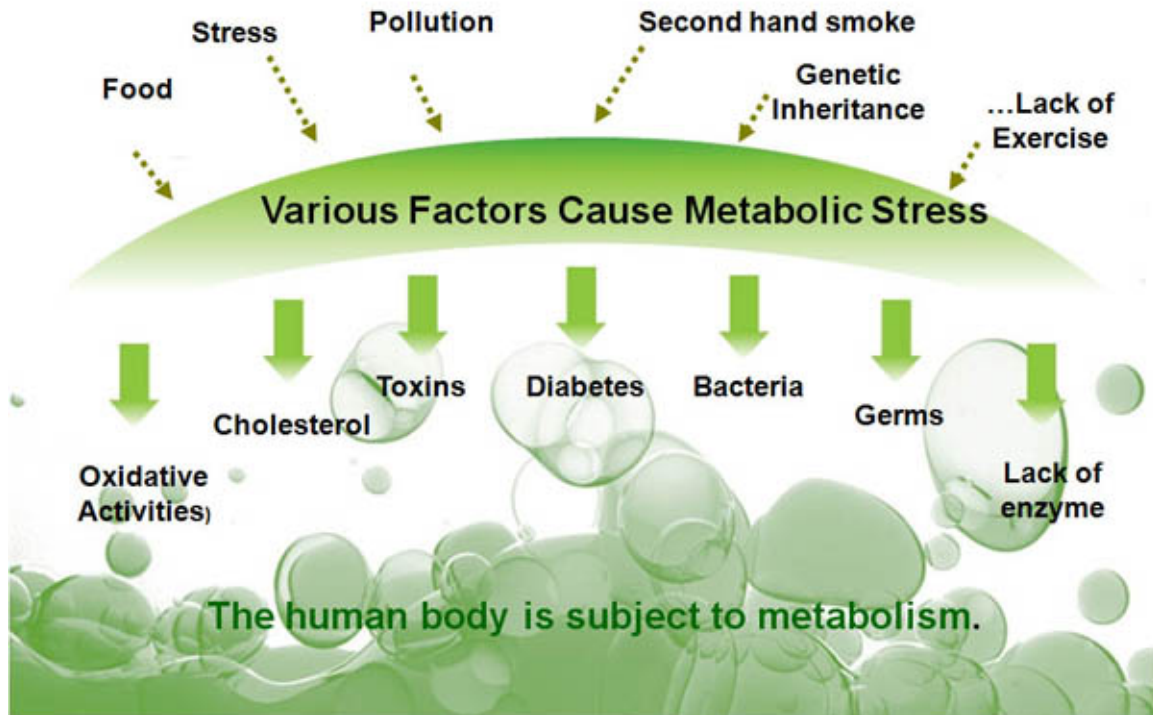 Food
Stress
Pollution
Second hand smoke
Genetic
Inheritance
...Lack of
Exercise
Various Factors Cause Metabolic Stress
Oxidative
Activities)
Cholesterol
Toxins
Diabetes
Bacteria
Germs
Lack of
enzyme
The human body is subject to metabolism.